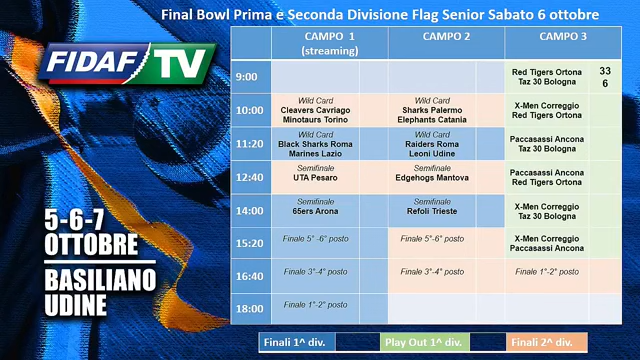 Final Bowl Prima e Seconda Divisione Flag Senior Sabato 6 ottobre
FIDAF TV
CAMPO 1
(streaming)
CAMPO 2
CAMPO 3
9:00
Red Tigers Ortona
Taz 30 Bologna
33
6
10:00
Wild Card
Cleavers Cavriago
Minotaurs Torino
Wild Card
Sharks Palermo
Elephants Catania
X-Men Correggio
Red Tigers Ortona
11:20
Wild Card
Black Sharks Roma
Marines Lazio
Wild Card
Raiders Roma
Leoni Udine
Paccasassi Ancona
Taz 30 Bologna
12:40
Semifinale
UTA Pesaro
Semifinale
Edgehogs Mantova
Paccasassi Ancona
Red Tigers Ortona
14:00
Semifinale
65ers Arona
Semifinale
Refoli Trieste
X-Men Correggio
Taz 30 Bologna
15:20
Finale 5° -6° posto
Finale 5°-6° posto
X-Men Correggio
Paccasassi Ancona
16:40
Finale 3°-4° posto
Finale 3°-4° posto
Finale 1°-2° posto
18:00
Finale 1°-2° posto
5-6-7
OTTOBRE
BASILIANO
UDINE
Finali 1^ div.
Play Out 1^ div.
Finali 2^ div.